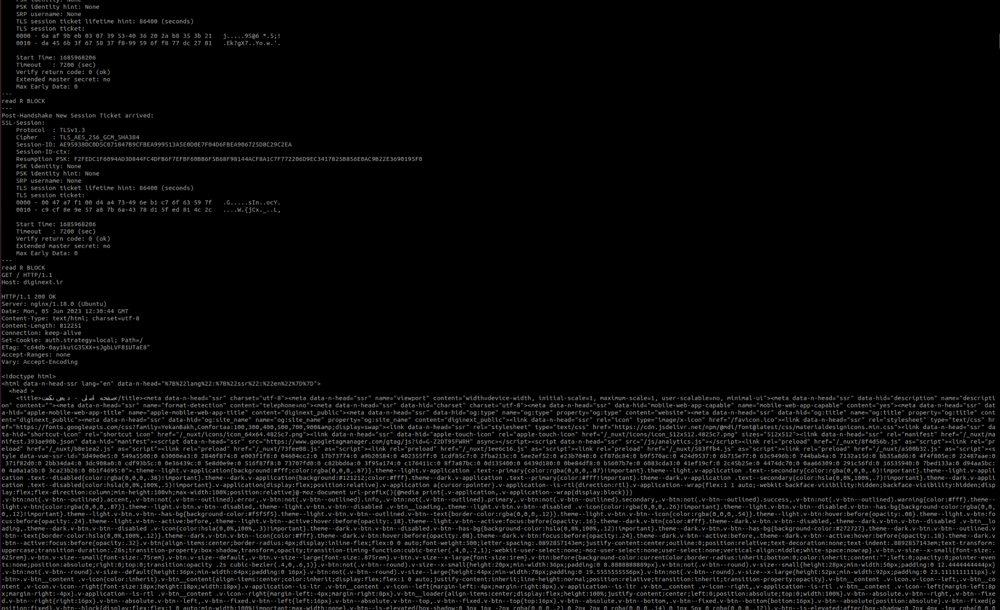 PSK identity: None
PSK identity hint: None
SRP username: None
TLS session ticket lifetime hint: 86400 (seconds)
TLS session ticket:
0000 - 6a af 9b eb 03 07 39 53-40 36 20 2a b8 35 3b 21   j.....9S@6 *.5;!
0010 - da 45 6b 3f 67 58 37 f8-99 59 6f f8 77 dc 27 81   .Ek?gX7..Yo.w.'.
Start Time: 1685968206
Timeout   : 7200 (sec)
Verify return code: 0 (ok)
Extended master secret: no
Max Early Data: 0
---
read R BLOCK
---
Post-Handshake New Session Ticket arrived:
SSL-Session:
Protocol  : TLSv1.3
Cipher    : TLS_AES_256_GCM_SHA384
Session-ID: AE95938DC0D5C071847B9CFBEA999513A5E0D0E7F04D6FBEA906725D8C29C2EA
Session-ID-ctx:
Resumption PSK: F2FEDC1F6094AD3D844FC4DFB6F7EFBF60BB6F5B68F98144ACF8A1C7F772206D9EC3417825B856E0AC9B22E3690195F0
PSK identity: None
PSK identity hint: None
SRP username: None
TLS session ticket lifetime hint: 86400 (seconds)
TLS session ticket:
0000 - 00 47 a7 f1 00 d4 a4 73-49 6e b1 c7 6f 63 59 7f   .G.....sIn..ocY.
0010 - c9 cf 8e 9e 57 a8 7b 6a-43 78 d1 5f ed 81 4c 2c   ....W.{jCx._..L,
Start Time: 1685968206
Timeout   : 7200 (sec)
Verify return code: 0 (ok)
Extended master secret: no
Max Early Data: 0
---
read R BLOCK
GET / HTTP/1.1
Host: diginext.ir
HTTP/1.1 200 OK
Server: nginx/1.18.0 (Ubuntu)
Date: Mon, 05 Jun 2023 12:30:44 GMT
Content-Type: text/html; charset=utf-8
Content-Length: 812251
Connection: keep-alive
Set-Cookie: auth.strategy=local; Path=/
ETag: "c64db-0ay1kuiG3SXX+sJgbLVF81UTaE8"
Accept-Ranges: none
Vary: Accept-Encoding
<!doctype html>
<html data-n-head-ssr lang="en" data-n-head="%7B%22lang%22:%7B%22ssr%22:%22en%22%7D%7D">
<head >
<title>صفحه اصلی - دیجی‌نکست</title><meta data-n-head="ssr" charset="utf-8"><meta data-n-head="ssr" name="viewport" content="width=device-width, initial-scale=1, maximum-scale=1, user-scalable=no, minimal-ui"><meta data-n-head="ssr" data-hid="description" name="descripti
on" content=""><meta data-n-head="ssr" name="format-detection" content="telephone=no"><meta data-n-head="ssr" data-hid="charset" charset="utf-8"><meta data-n-head="ssr" data-hid="mobile-web-app-capable" name="mobile-web-app-capable" content="yes"><meta data-n-head="ssr" dat
a-hid="apple-mobile-web-app-title" name="apple-mobile-web-app-title" content="diginext_public"><meta data-n-head="ssr" data-hid="og:type" name="og:type" property="og:type" content="website"><meta data-n-head="ssr" data-hid="og:title" name="og:title" property="og:title" cont
ent="diginext_public"><meta data-n-head="ssr" data-hid="og:site_name" name="og:site_name" property="og:site_name" content="diginext_public"><link data-n-head="ssr" rel="icon" type="image/x-icon" href="/favicon.ico"><link data-n-head="ssr" rel="stylesheet" type="text/css" hr
ef="https://fonts.googleapis.com/css?family=YekanBakh,Comfortaa:100,300,400,500,700,900&amp;display=swap"><link data-n-head="ssr" rel="stylesheet" type="text/css" href="https://cdn.jsdelivr.net/npm/@mdi/font@latest/css/materialdesignicons.min.css"><link data-n-head="ssr" da
ta-hid="shortcut-icon" rel="shortcut icon" href="/_nuxt/icons/icon_64x64.4825c7.png"><link data-n-head="ssr" data-hid="apple-touch-icon" rel="apple-touch-icon" href="/_nuxt/icons/icon_512x512.4825c7.png" sizes="512x512"><link data-n-head="ssr" rel="manifest" href="/_nuxt/ma
nifest.393ae90b.json" data-hid="manifest"><script data-n-head="ssr" src="https://www.googletagmanager.com/gtag/js?id=G-Z2DT95FWRH" async></script><script data-n-head="ssr" src="/js/analytics.js"></script><link rel="preload" href="/_nuxt/8f4d56b.js" as="script"><link rel="pr
eload" href="/_nuxt/b8e1ea2.js" as="script"><link rel="preload" href="/_nuxt/73fee08.js" as="script"><link rel="preload" href="/_nuxt/1ee6c16.js" as="script"><link rel="preload" href="/_nuxt/583ffb4.js" as="script"><link rel="preload" href="/_nuxt/a500b32.js" as="script"><s
tyle data-vue-ssr-id="3d49e0e5:0 549a5500:0 63000ea3:0 2840f874:0 e003f1f8:0 04604cc2:0 17b73774:0 a9b20584:0 402355ff:0 1cdf85c7:0 2fba213c:0 5ee2ef52:0 e23b7040:0 cf87dc84:0 b9f570ac:0 424d9537:0 6b715e77:0 63c9496b:0 744bab4a:0 7132a15d:0 bb35a8d6:0 4f4f805e:0 22487aae:0
371f82d0:0 2bb34da4:0 3dc908a0:0 cdf93b5c:0 0e36439c:0 5e8d0e9e:0 516f87f8:0 73707fd0:0 c82bbd6a:0 3f95a174:0 c176411c:0 8f7a87bc:0 0d135400:0 6439d180:0 0be84df8:0 b5607b7e:0 6083cda3:0 41ef19cf:0 2c45b25e:0 4474dc70:0 0aa66309:0 291c56fd:0 16535940:0 7bed133a:0 d94aa5bc:
0 4a0a1a5b:0 3ca23b26:0 0b1f4695:0">.theme--light.v-application{background:#fff;color:rgba(0,0,0,.87)}.theme--light.v-application .text--primary{color:rgba(0,0,0,.87)!important}.theme--light.v-application .text--secondary{color:rgba(0,0,0,.6)!important}.theme--light.v-appli
cation .text--disabled{color:rgba(0,0,0,.38)!important}.theme--dark.v-application{background:#121212;color:#fff}.theme--dark.v-application .text--primary{color:#fff!important}.theme--dark.v-application .text--secondary{color:hsla(0,0%,100%,.7)!important}.theme--dark.v-appli
cation .text--disabled{color:hsla(0,0%,100%,.5)!important}.v-application{display:flex;position:relative}.v-application a{cursor:pointer}.v-application--is-rtl{direction:rtl}.v-application--wrap{flex:1 1 auto;-webkit-backface-visibility:hidden;backface-visibility:hidden;disp
lay:flex;flex-direction:column;min-height:100vh;max-width:100%;position:relative}@-moz-document url-prefix(){@media print{.v-application,.v-application--wrap{display:block}}}
.v-btn:not(.v-btn--outlined).accent,.v-btn:not(.v-btn--outlined).error,.v-btn:not(.v-btn--outlined).info,.v-btn:not(.v-btn--outlined).primary,.v-btn:not(.v-btn--outlined).secondary,.v-btn:not(.v-btn--outlined).success,.v-btn:not(.v-btn--outlined).warning{color:#fff}.theme--
light.v-btn{color:rgba(0,0,0,.87)}.theme--light.v-btn.v-btn--disabled,.theme--light.v-btn.v-btn--disabled .v-btn__loading,.theme--light.v-btn.v-btn--disabled .v-icon{color:rgba(0,0,0,.26)!important}.theme--light.v-btn.v-btn--disabled.v-btn--has-bg{background-color:rgba(0,0,
0,.12)!important}.theme--light.v-btn.v-btn--has-bg{background-color:#f5f5f5}.theme--light.v-btn.v-btn--outlined.v-btn--text{border-color:rgba(0,0,0,.12)}.theme--light.v-btn.v-btn--icon{color:rgba(0,0,0,.54)}.theme--light.v-btn:hover:before{opacity:.08}.theme--light.v-btn:fo
cus:before{opacity:.24}.theme--light.v-btn--active:before,.theme--light.v-btn--active:hover:before{opacity:.18}.theme--light.v-btn--active:focus:before{opacity:.16}.theme--dark.v-btn{color:#fff}.theme--dark.v-btn.v-btn--disabled,.theme--dark.v-btn.v-btn--disabled .v-btn__lo
ading,.theme--dark.v-btn.v-btn--disabled .v-icon{color:hsla(0,0%,100%,.3)!important}.theme--dark.v-btn.v-btn--disabled.v-btn--has-bg{background-color:hsla(0,0%,100%,.12)!important}.theme--dark.v-btn.v-btn--has-bg{background-color:#272727}.theme--dark.v-btn.v-btn--outlined.
v-btn--text{border-color:hsla(0,0%,100%,.12)}.theme--dark.v-btn.v-btn--icon{color:#fff}.theme--dark.v-btn:hover:before{opacity:.08}.theme--dark.v-btn:focus:before{opacity:.24}.theme--dark.v-btn--active:before,.theme--dark.v-btn--active:hover:before{opacity:.18}.theme--dark.v
-btn--active:focus:before{opacity:.32}.v-btn{align-items:center;border-radius:4px;display:inline-flex;flex:0 0 auto;font-weight:500;letter-spacing:.0892857143em;justify-content:center;outline:0;position:relative;text-decoration:none;text-indent:.0892857143em;text-transform:
uppercase;transition-duration:.28s;transition-property:box-shadow,transform,opacity;transition-timing-function:cubic-bezier(.4,0,.2,1);-webkit-user-select:none;-moz-user-select:none;user-select:none;vertical-align:middle;white-space:nowrap}.v-btn.v-size--x-small{font-size:.
625rem}.v-btn.v-size--small{font-size:.75rem}.v-btn.v-size--default,.v-btn.v-size--large{font-size:.875rem}.v-btn.v-size--x-large{font-size:1rem}.v-btn:before{background-color:currentColor;border-radius:inherit;bottom:0;color:inherit;content:"";left:0;opacity:0;pointer-even
ts:none;position:absolute;right:0;top:0;transition:opacity .2s cubic-bezier(.4,0,.6,1)}.v-btn:not(.v-btn--round).v-size--x-small{height:20px;min-width:36px;padding:0 8.8888888889px}.v-btn:not(.v-btn--round).v-size--small{height:28px;min-width:50px;padding:0 12.4444444444px}
.v-btn:not(.v-btn--round).v-size--default{height:36px;min-width:64px;padding:0 16px}.v-btn:not(.v-btn--round).v-size--large{height:44px;min-width:78px;padding:0 19.5555555556px}.v-btn:not(.v-btn--round).v-size--x-large{height:52px;min-width:92px;padding:0 23.1111111111px}.v
-btn>.v-btn__content .v-icon{color:inherit}.v-btn__content{align-items:center;color:inherit;display:flex;flex:1 0 auto;justify-content:inherit;line-height:normal;position:relative;transition:inherit;transition-property:opacity}.v-btn__content .v-icon.v-icon--left,.v-btn__co
ntent .v-icon.v-icon--right{font-size:18px;height:18px;width:18px}.v-application--is-ltr .v-btn__content .v-icon--left{margin-left:-4px;margin-right:8px}.v-application--is-ltr .v-btn__content .v-icon--right,.v-application--is-rtl .v-btn__content .v-icon--left{margin-left:8p
x;margin-right:-4px}.v-application--is-rtl .v-btn__content .v-icon--right{margin-left:-4px;margin-right:8px}.v-btn__loader{align-items:center;display:flex;height:100%;justify-content:center;left:0;position:absolute;top:0;width:100%}.v-btn--absolute.v-btn--right,.v-btn--fixe
d.v-btn--right{right:16px}.v-btn--absolute.v-btn--left,.v-btn--fixed.v-btn--left{left:16px}.v-btn--absolute.v-btn--top,.v-btn--fixed.v-btn--top{top:16px}.v-btn--absolute.v-btn--bottom,.v-btn--fixed.v-btn--bottom{bottom:16px}.v-btn--absolute{position:absolute}.v-btn--fixed{p
osition:fixed}.v-btn--block{display:flex;flex:1 0 auto;min-width:100%!important;max-width:none}.v-btn--is-elevated{box-shadow:0 3px 1px -2px rgba(0,0,0,.2),0 2px 2px 0 rgba(0,0,0,.14),0 1px 5px 0 rgba(0,0,0,.12)}.v-btn--is-elevated:after{box-shadow:0 2px 4px -1px rgba(0,0,0